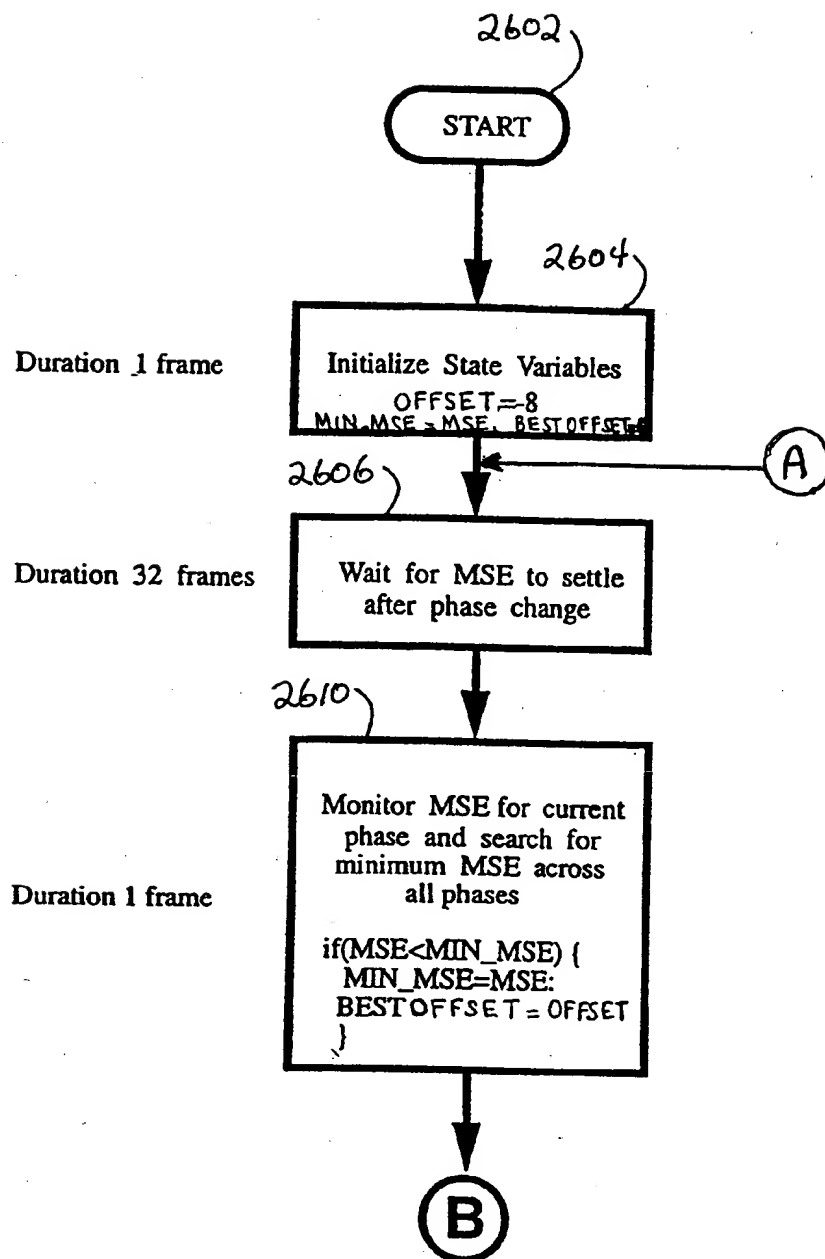 2602
START
2604
Duration 1 frame
Initialize State Variables
OFFSET=-8
MIN_MSE = MSE, BESTOFFSET=
A
2606
Duration 32 frames
Wait for MSE to settle
after phase change
2610
Monitor MSE for current
phase and search for
minimum MSE across
all phases
Duration 1 frame
if(MSE<MIN_MSE) {
MIN_MSE=MSE:
BESTOFFSET = OFFSET
}
B